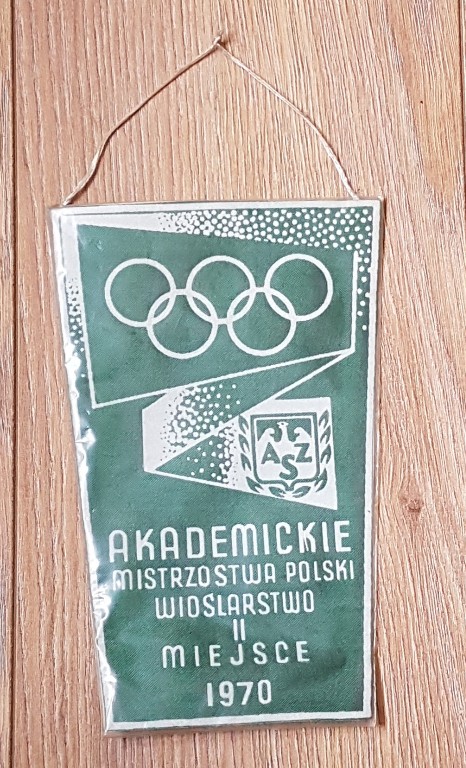 AZS
AKADEMICKIE
MISTRZOSTWA POLSKI
WIOŚLARSTWO
II
MIEJSCE
1970